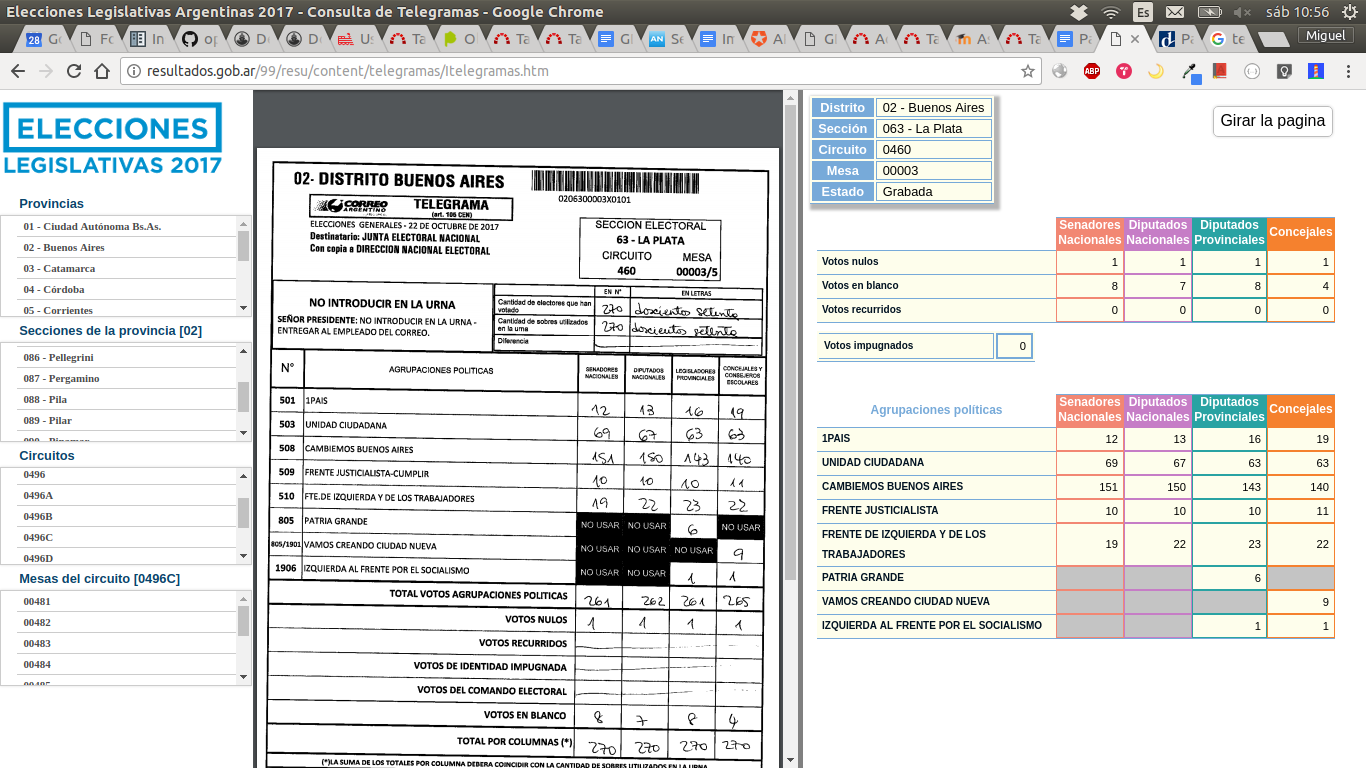 Elecciones Legislativas Argentinas 2017 - Consulta de Telegramas - Google Chrome
Es
sáb 10:56
Miguel
resultados.gob.ar/99/resu/content/telegramas/Itelegramas.htm
ELECCIONES
LEGISLATIVAS 2017
Provincias
01 - Ciudad Autónoma Bs.As.
02 - Buenos Aires
03 - Catamarca
04 - Córdoba
05 - Corrientes
Secciones de la provincia [02]
086 - Pellegrini
087 - Pergamino
088 - Pila
089 - Pilar
Circuitos
0496
0496A
0496B
0496C
0496D
Mesas del circuito [0496C]
00481
00482
00483
00484
00485
02- DISTRITO BUENOS AIRES
0206300003X0101
CORREO ARGENTINO
TELEGRAMA
(art. 105 CEN)
ELECCIONES GENERALES - 22 DE OCTUBRE DE 2017
Destinatario: JUNTA ELECTORAL NACIONAL
Con copia a DIRECCION NACIONAL ELECTORAL
SECCION ELECTORAL
63 - LA PLATA
CIRCUITO MESA
460 00003/5
NO INTRODUCIR EN LA URNA
SEÑOR PRESIDENTE: NO INTRODUCIR EN LA URNA -
ENTREGAR AL EMPLEADO DEL CORREO.
EN Nº EN LETRAS
Cantidad de electores que han votado 270 doscientos setenta
Cantidad de sobres utilizados en la urna 270 doscientos setenta
Diferencia
N° AGRUPACIONES POLITICAS SENADORES NACIONALES DIPUTADOS NACIONALES LEGISLADORES PROVINCIALES CONCEJALES Y CONSEJEROS ESCOLARES
501 1PAIS 12 13 16 19
503 UNIDAD CIUDADANA 69 67 63 63
508 CAMBIEMOS BUENOS AIRES 151 150 143 140
509 FRENTE JUSTICIALISTA-CUMPLIR 10 10 10 11
510 FTE.DE IZQUIERDA Y DE LOS TRABAJADORES 19 22 23 22
805 PATRIA GRANDE NO USAR NO USAR 6 NO USAR
805/1901 VAMOS CREANDO CIUDAD NUEVA NO USAR NO USAR NO USAR 9
1906 IZQUIERDA AL FRENTE POR EL SOCIALISMO NO USAR NO USAR 1 1
TOTAL VOTOS AGRUPACIONES POLITICAS 261 262 261 265
VOTOS NULOS 1 1 1 1
VOTOS RECURRIDOS
VOTOS DE IDENTIDAD IMPUGNADA
VOTOS DEL COMANDO ELECTORAL
VOTOS EN BLANCO 8 7 8 4
TOTAL POR COLUMNAS (*) 270 270 270 270
(*)LA SUMA DE LOS TOTALES POR COLUMNA DEBERA COINCIDIR CON LA CANTIDAD DE SOBRES UTILIZADOS EN LA URNA
Distrito 02 - Buenos Aires
Sección 063 - La Plata
Circuito 0460
Mesa 00003
Estado Grabada
Girar la pagina
Senadores Nacionales Diputados Nacionales Diputados Provinciales Concejales
Votos nulos 1 1 1 1
Votos en blanco 8 7 8 4
Votos recurridos 0 0 0 0
Votos impugnados 0
Agrupaciones políticas Senadores Nacionales Diputados Nacionales Diputados Provinciales Concejales
1PAIS 12 13 16 19
UNIDAD CIUDADANA 69 67 63 63
CAMBIEMOS BUENOS AIRES 151 150 143 140
FRENTE JUSTICIALISTA 10 10 10 11
FRENTE DE IZQUIERDA Y DE LOS TRABAJADORES 19 22 23 22
PATRIA GRANDE 6
VAMOS CREANDO CIUDAD NUEVA 9
IZQUIERDA AL FRENTE POR EL SOCIALISMO 1 1